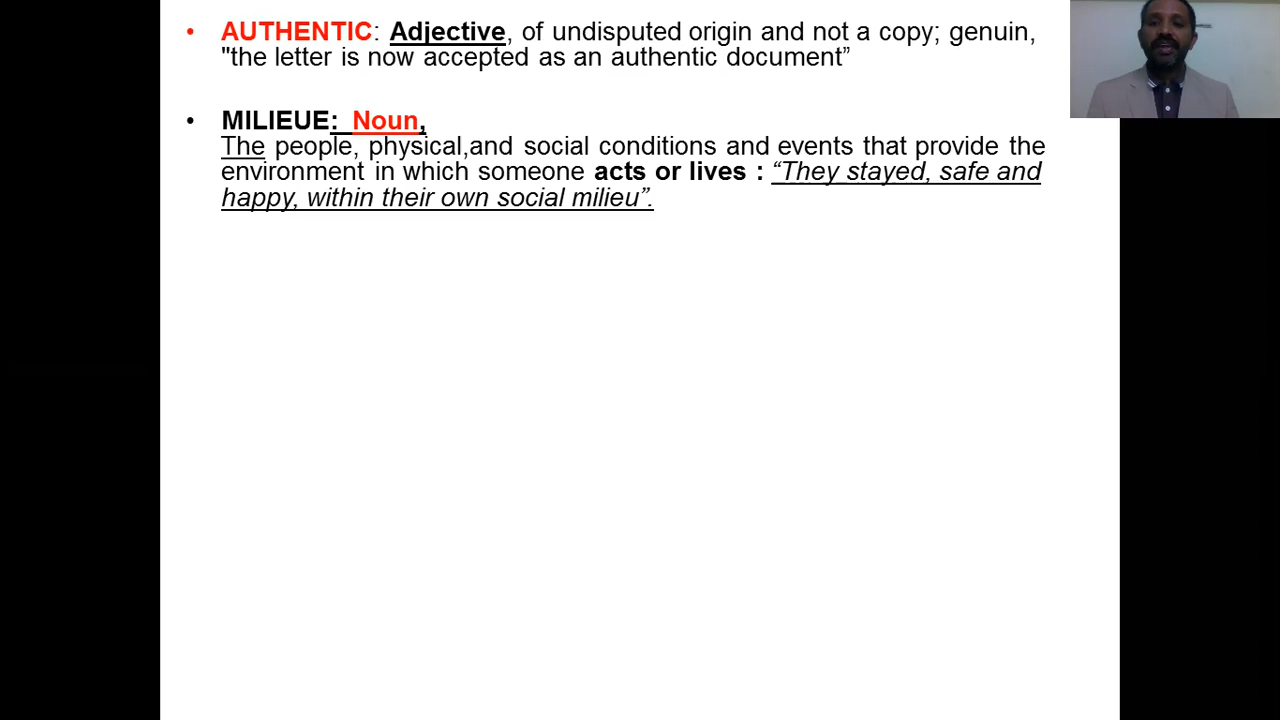 • AUTHENTIC: Adjective, of undisputed origin and not a copy; genuin,
"the letter is now accepted as an authentic document”
• MILIEUE: Noun,
The people, physical,and social conditions and events that provide the
environment in which someone acts or lives : “They stayed, safe and
happy, within their own social milieu”.